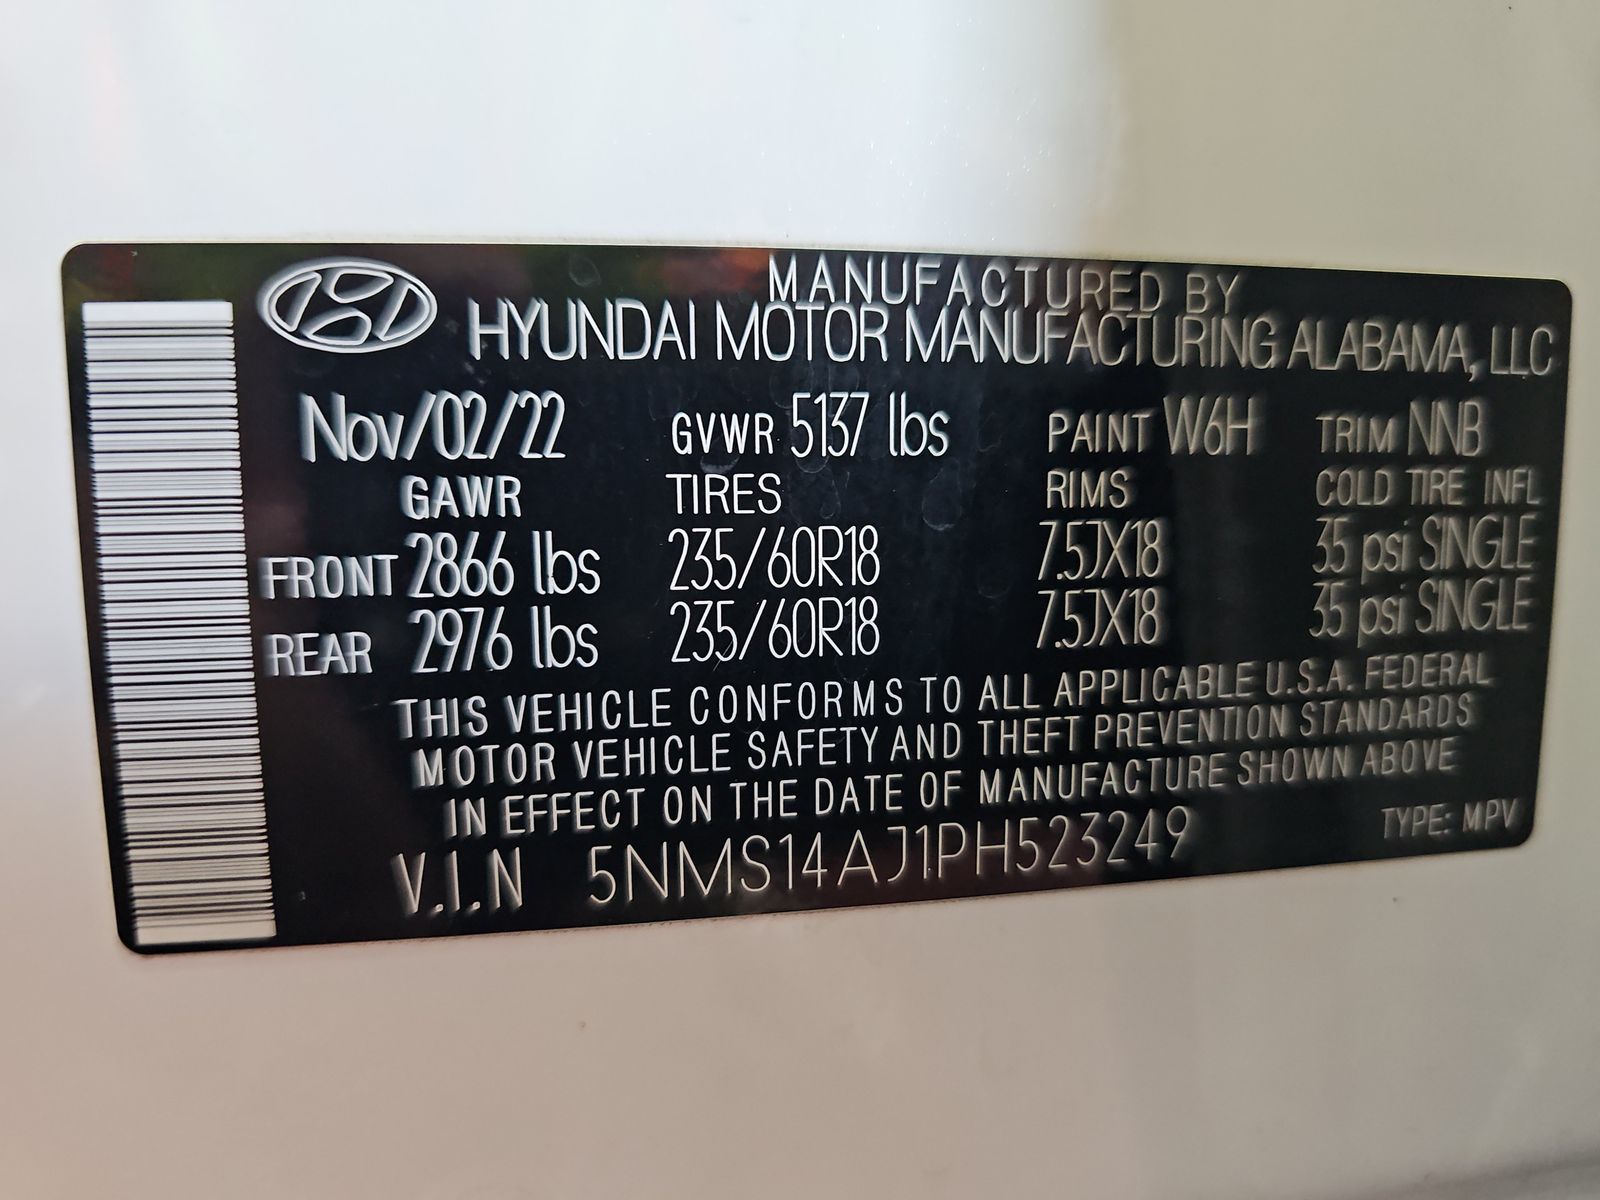 MANUFACTURED BY
HYUNDAI MOTOR MANUFACTURING ALABAMA, LLC
Nov/02/22 GVWR 5137 lbs PAINT W6H TRIM NNB
GAWR TIRES RIMS COLD TIRE INFL
FRONT 2866 lbs 235/60R18 7.5JX18 35 psi SINGLE
REAR 2976 lbs 235/60R18 7.5JX18 35 psi SINGLE
THIS VEHICLE CONFORMS TO ALL APPLICABLE U.S.A. FEDERAL
MOTOR VEHICLE SAFETY AND THEFT PREVENTION STANDARDS
IN EFFECT ON THE DATE OF MANUFACTURE SHOWN ABOVE
V.I.N 5NMS14AJ1PH523249 TYPE: MPV